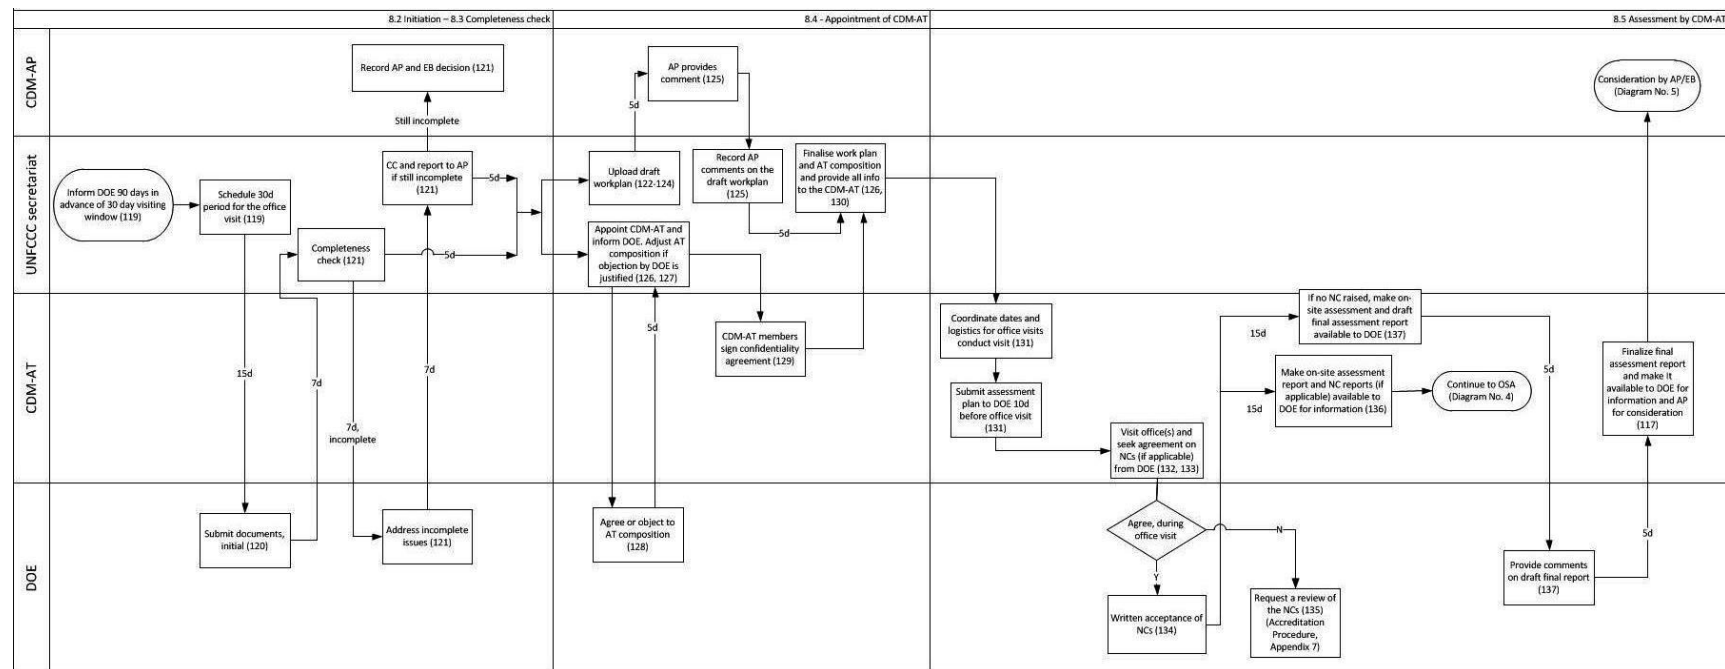 8.2 Initiation – 8.3 Completeness check
8.4 - Appointment of CDM-AT
8.5 Assessment by CDM-AT
CDM-AP
Record AP and EB decision (121)
AP provides
comment (125)
Consideration by AP/EB
(Diagram No. 5)
Still incomplete
5d
UNFCCC secretariat
Inform DOE 90 days in
advance of 30 day visiting
window (119)
Schedule 30d
period for the office
visit (119)
CC and report to AP
if still incomplete
(121)
5d
Completeness
check (121)
5d
Upload draft
workplan (122-124)
Record AP
comments on the
draft workplan
(125)
Finalise work plan
and AT composition
and provide all info
to the CDM-AT (126,
130)
5d
Appoint CDM-AT and
inform DOE. Adjust AT
composition if
objection by DOE is
justified (126, 127)
CDM-AT
15d
7d
7d,
incomplete
7d
5d
CDM-AT members
sign confidentiality
agreement (129)
Coordinate dates and
logistics for office visits
conduct visit (131)
Submit assessment
plan to DOE 10d
before office visit
(131)
Visit office(s) and
seek agreement on
NCs (if applicable)
from DOE (132, 133)
15d
If no NC raised, make on-
site assessment and draft
final assessment report
available to DOE (137)
15d
Make on-site assessment
report and NC reports (if
applicable) available to
DOE for information (136)
Continue to OSA
(Diagram No. 4)
5d
Finalize final
assessment report
and make It
available to DOE for
information and AP
for consideration
(117)
DOE
Submit documents,
initial (120)
Address incomplete
issues (121)
Agree or object to
AT composition
(128)
Agree, during
office visit
N
Y
Written acceptance of
NCs (134)
Request a review of
the NCs (135)
(Accreditation
Procedure,
Appendix 7)
Provide comments
on draft final report
(137)
5d